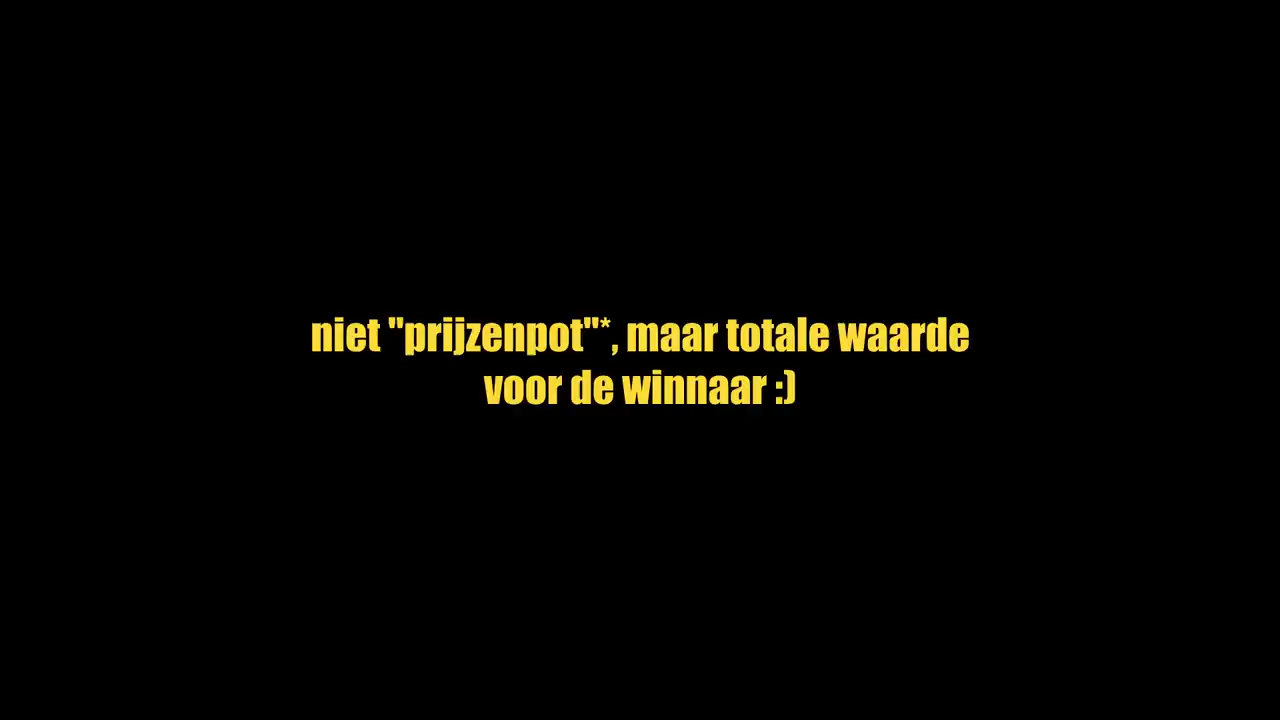 niet "prijzenpot"*, maar totale waarde
voor de winnaar :)